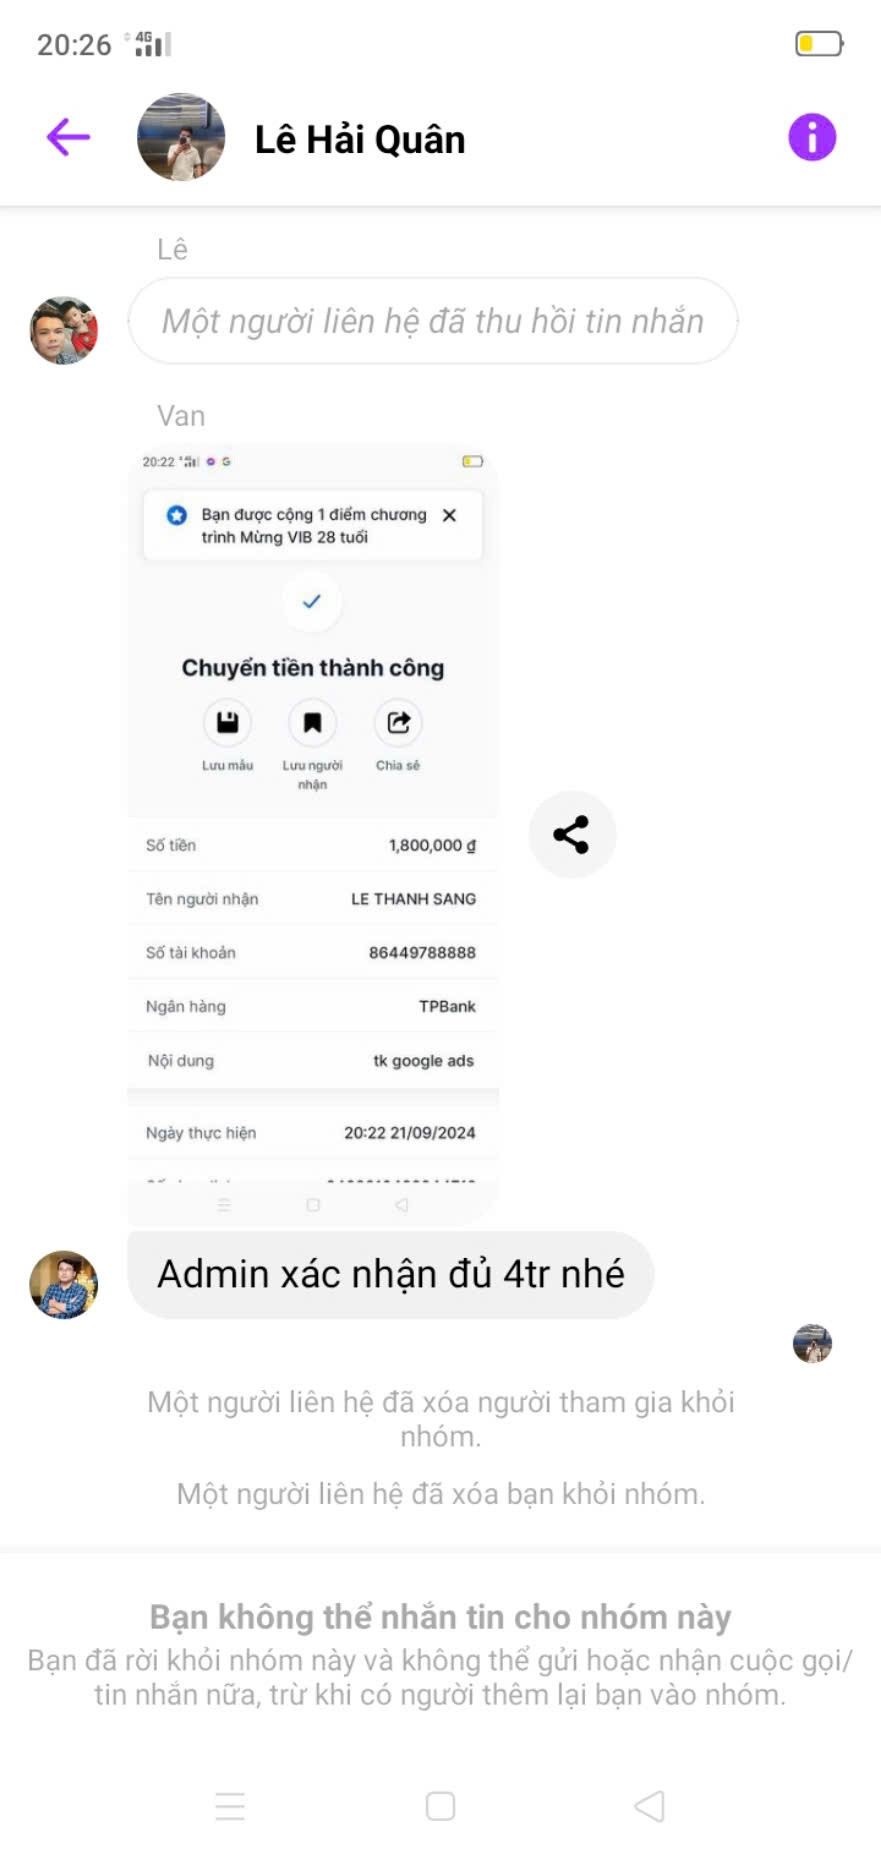 20:26 4G
Lê Hải Quân
Lê
Một người liên hệ đã thu hồi tin nhắn
Van
20:22
Bạn được cộng 1 điểm chương
trình Mừng VIB 28 tuổi
Chuyển tiền thành công
Lưu mẫu
Lưu người
nhận
Chia sẻ
Số tiền 1,800,000 ₫
Tên người nhận LE THANH SANG
Số tài khoản 86449788888
Ngân hàng TPBank
Nội dung tk google ads
Ngày thực hiện 20:22 21/09/2024
Admin xác nhận đủ 4tr nhé
Một người liên hệ đã xóa người tham gia khỏi
nhóm.
Một người liên hệ đã xóa bạn khỏi nhóm.
Bạn không thể nhắn tin cho nhóm này
Bạn đã rời khỏi nhóm này và không thể gửi hoặc nhận cuộc gọi/
tin nhắn nữa, trừ khi có người thêm lại bạn vào nhóm.